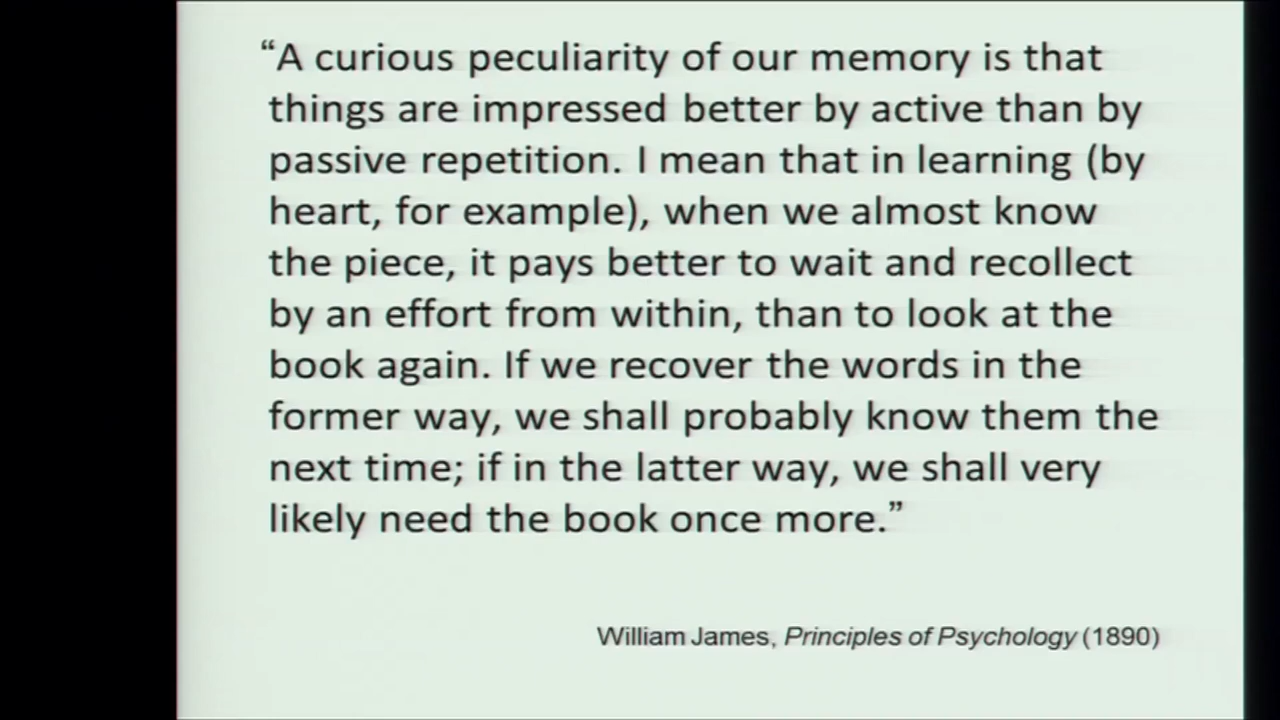 “A curious peculiarity of our memory is that
things are impressed better by active than by
passive repetition. I mean that in learning (by
heart, for example), when we almost know
the piece, it pays better to wait and recollect
by an effort from within, than to look at the
book again. If we recover the words in the
former way, we shall probably know them the
next time; if in the latter way, we shall very
likely need the book once more.”
William James, Principles of Psychology (1890)